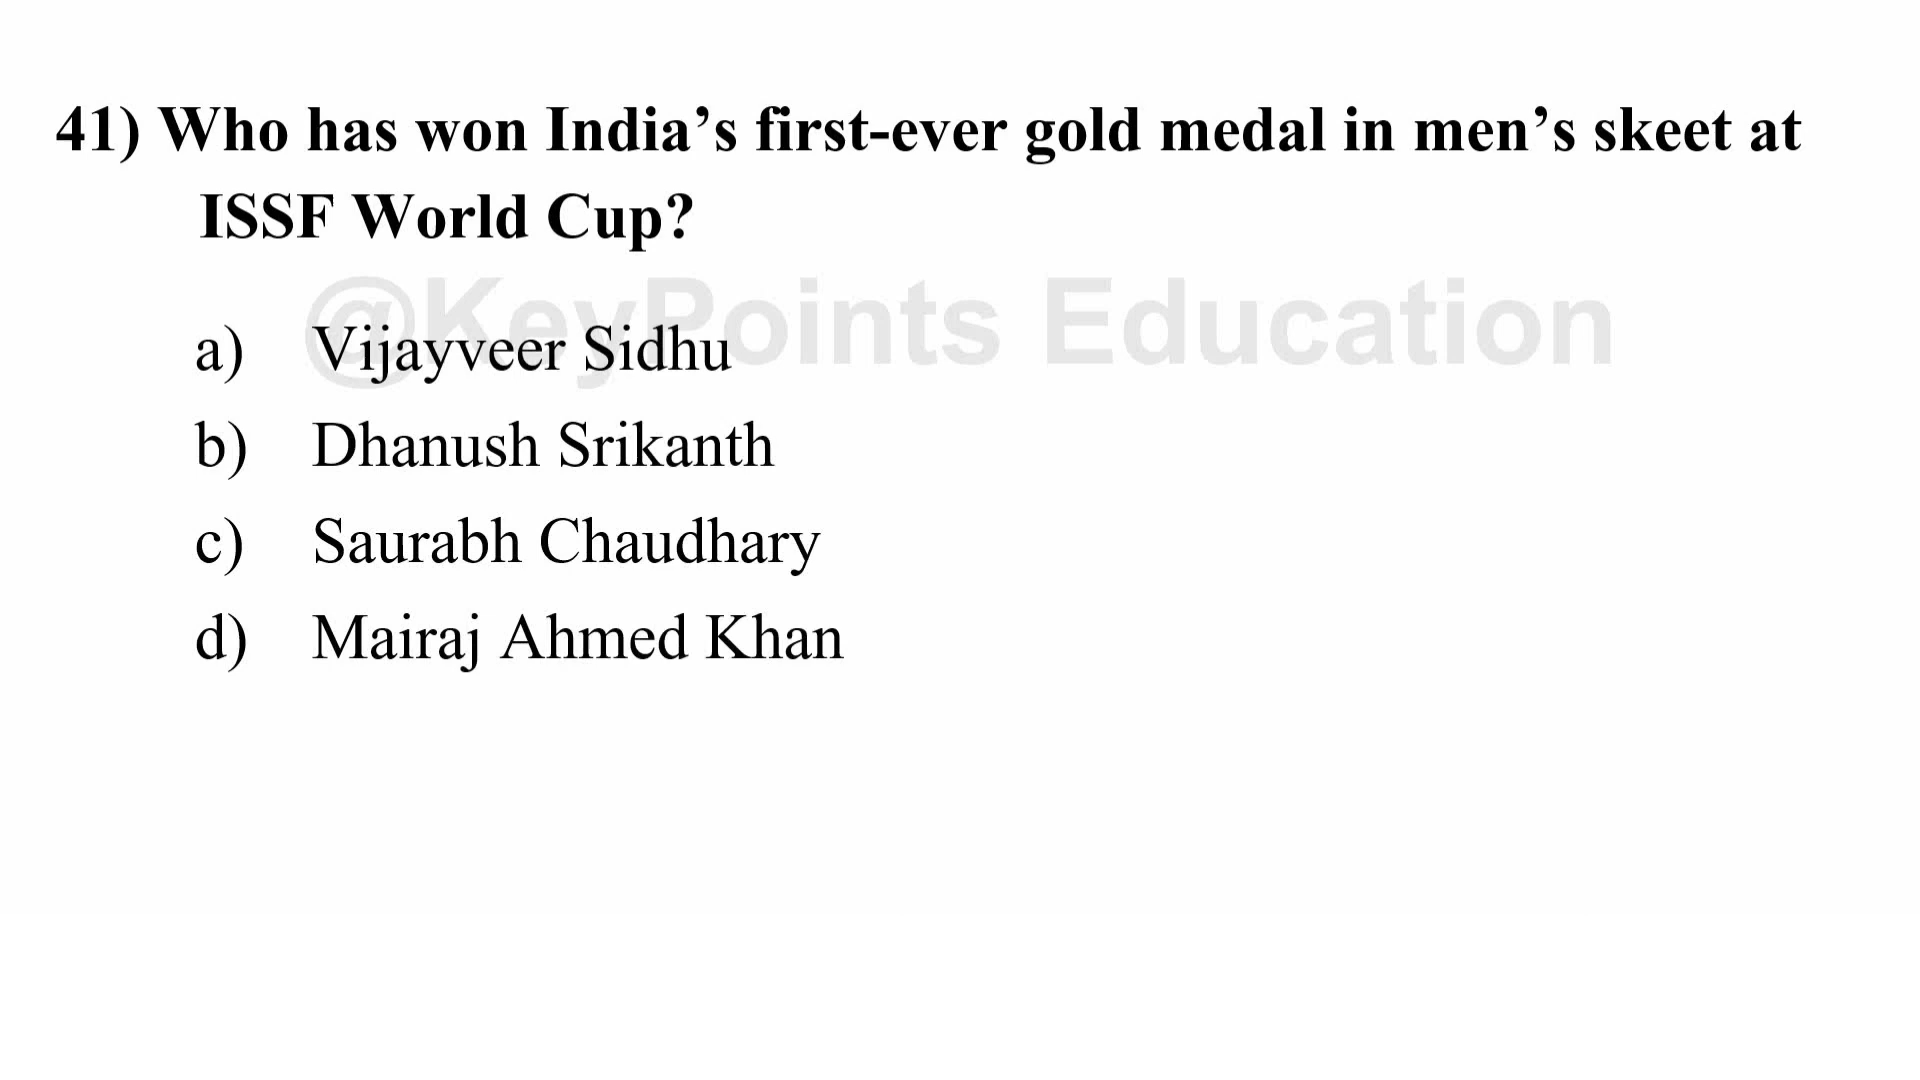 41) Who has won India’s first-ever gold medal in men’s skeet at
ISSF World Cup?
@KeyPoints Education
a) Vijayveer Sidhu
b) Dhanush Srikanth
c) Saurabh Chaudhary
d) Mairaj Ahmed Khan